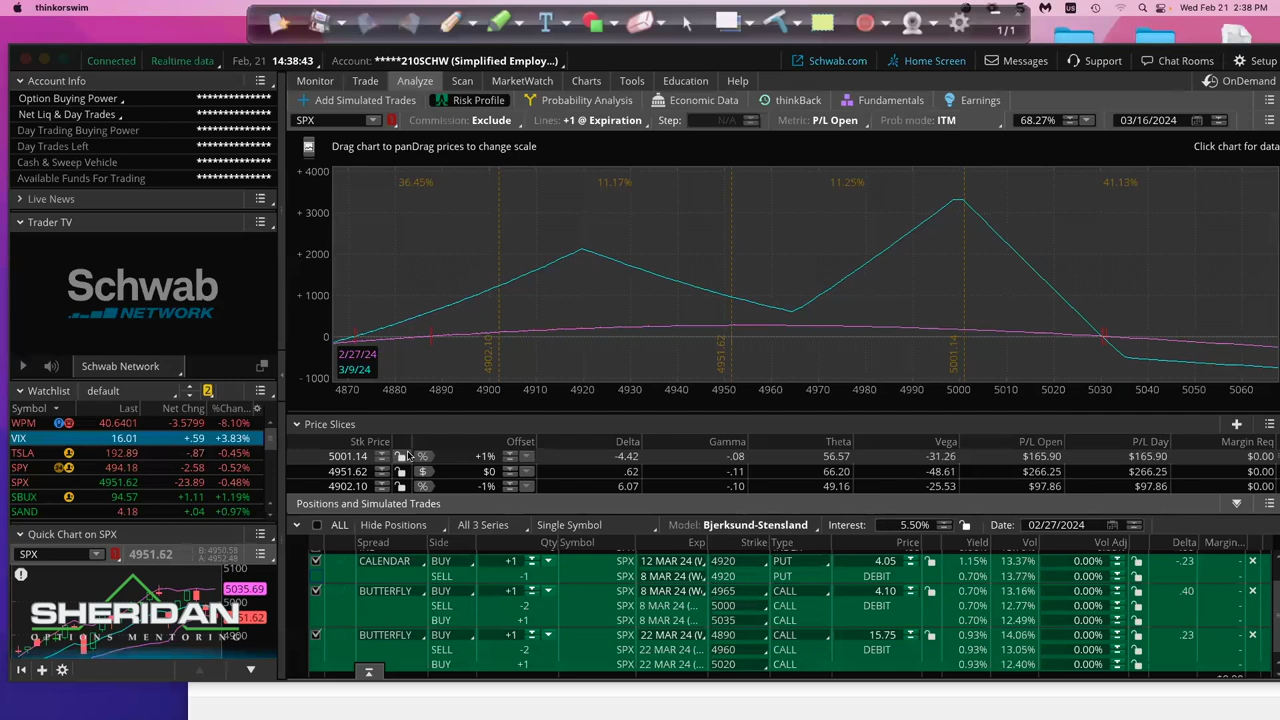 thinkorswim
US
Wed Feb 21 2:38 PM
1/1
Connected
Realtime data
Feb, 21 14:38:43
Account: *****210SCHW (Simplified Employ...)
Schwab.com
Home Screen
Messages
Support
Chat Rooms
Setup
Account Info
Monitor Trade Analyze Scan MarketWatch Charts Tools Education Help
OnDemand
Option Buying Power **************
Net Liq & Day Trades **************
Day Trading Buying Power **************
Day Trades Left **************
Cash & Sweep Vehicle **************
Available Funds For Trading **************
Add Simulated Trades Risk Profile Probability Analysis Economic Data thinkBack Fundamentals Earnings
SPX Commission: Exclude Lines: +1 @ Expiration Step: N/A Metric: P/L Open Prob mode: ITM 68.27% 03/16/2024
Drag chart to panDrag prices to change scale
Click chart for data
Live News
Trader TV
Schwab
NETWORK
Schwab Network
+ 4000
+ 3000
+ 2000
+ 1000
0
- 1000
36.45% 11.17% 11.25% 41.13%
4902.10
4951.62
5001.14
2/27/24
3/9/24
4870 4880 4890 4900 4910 4920 4930 4940 4950 4960 4970 4980 4990 5000 5010 5020 5030 5040 5050 5060
Watchlist default 2
Symbol Last Net Chng %Chan...
WPM 40.6401 -3.5799 -8.10%
VIX 16.01 +.59 +3.83%
TSLA 192.89 -.87 -0.45%
SPY 494.18 -2.58 -0.52%
SPX 4951.62 -23.89 -0.48%
SBUX 94.57 +1.11 +1.19%
SAND 4.18 +.04 +0.97%
Price Slices
Stk Price Offset Delta Gamma Theta Vega P/L Open P/L Day Margin Req
5001.14 % +1% -4.42 -.08 56.57 -31.26 $165.90 $165.90 $0.00
4951.62 $ $0 .62 -.11 66.20 -48.61 $266.25 $266.25 $0.00
4902.10 % -1% 6.07 -.10 49.16 -25.53 $97.86 $97.86 $0.00
Positions and Simulated Trades
ALL Hide Positions All 3 Series Single Symbol Model: Bjerksund-Stensland Interest: 5.50% Date: 02/27/2024
Spread Side Qty Symbol Exp Strike Type Price Yield Vol Vol Adj Delta Margin...
CALENDAR BUY +1 SPX 12 MAR 24 (W 4920 PUT 4.05 1.15% 13.37% 0.00% -.23
SELL -1 SPX 8 MAR 24 (W 4920 PUT DEBIT 0.70% 13.77% 0.00%
BUTTERFLY BUY +1 SPX 8 MAR 24 (W 4965 CALL 4.10 0.70% 13.16% 0.00% .40
SELL -2 SPX 8 MAR 24 (W 5000 CALL DEBIT 0.70% 12.77% 0.00%
BUY +1 SPX 8 MAR 24 (W 5035 CALL 0.70% 12.49% 0.00%
BUTTERFLY BUY +1 SPX 22 MAR 24 (W 4890 CALL 15.75 0.93% 14.06% 0.00% .23
SELL -2 SPX 22 MAR 24 (W 4960 CALL DEBIT 0.93% 13.05% 0.00%
BUY +1 SPX 22 MAR 24 (W 5020 CALL 0.93% 12.40% 0.00%
Quick Chart on SPX
SPX 4951.62 B: 4950.58
5100
5035.69
SHERIDAN
OPTIONS MENTORING